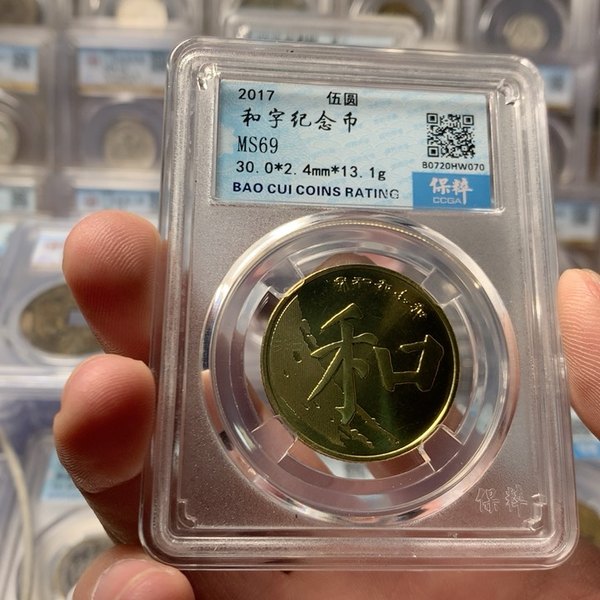 2017 伍圆
和字纪念币
MS69
30.0*2.4mm*13.1g
BAO CUI COINS RATING
B0720HW070
保粹
CCGA
和
保粹